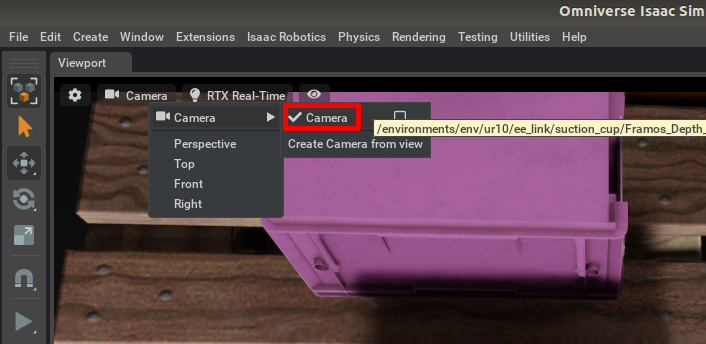 Omniverse Isaac Sim
File Edit Create Window Extensions Isaac Robotics Physics Rendering Testing Utilities Help
Viewport
Camera RTX Real-Time
Camera Camera
/environments/env/ur10/ee_link/suction_cup/Framos_Depth_
Perspective Create Camera from view
Top
Front
Right